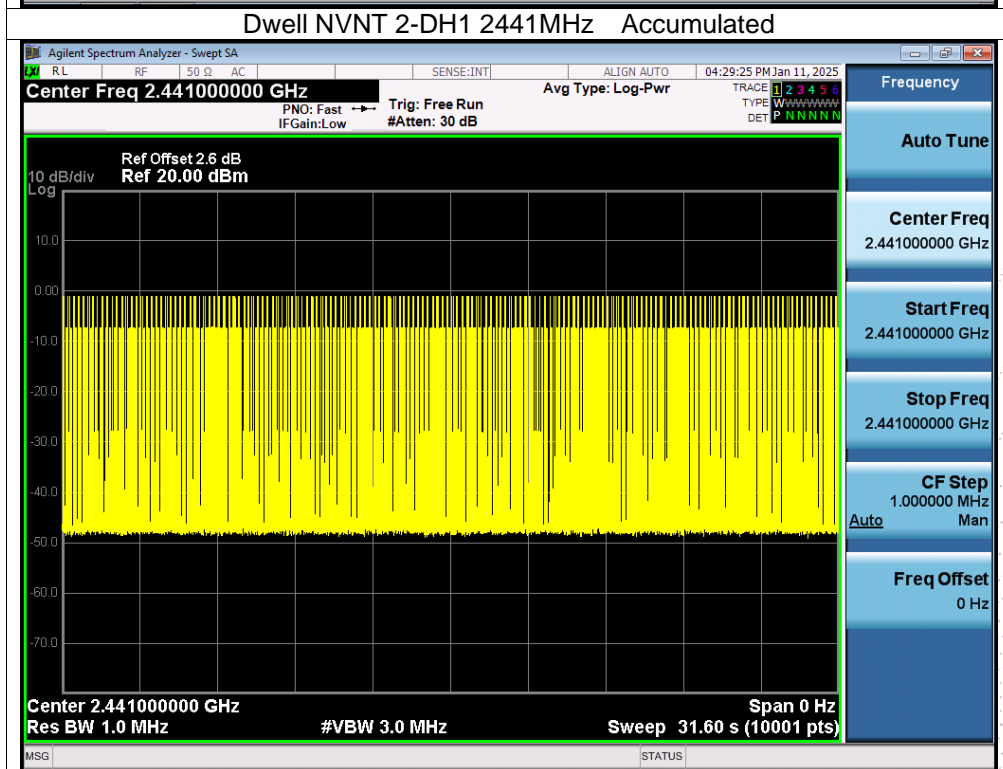 Dwell NVNT 2-DH1 2441MHz Accumulated
Agilent Spectrum Analyzer - Swept SA
LXI RL RF 50 Ω AC SENSE:INT ALIGN AUTO 04:29:25 PM Jan 11, 2025
Center Freq 2.441000000 GHz
PNO: Fast
IFGain:Low
Trig: Free Run
#Atten: 30 dB
Avg Type: Log-Pwr
TRACE 1 2 3 4 5 6
TYPE WWWWWWW
DET P N N N N N
Ref Offset 2.6 dB
10 dB/div Ref 20.00 dBm
Log
10.0
0.00
-10.0
-20.0
-30.0
-40.0
-50.0
-60.0
-70.0
Center 2.441000000 GHz Span 0 Hz
Res BW 1.0 MHz #VBW 3.0 MHz Sweep 31.60 s (10001 pts)
MSG STATUS
Frequency
Auto Tune
Center Freq
2.441000000 GHz
Start Freq
2.441000000 GHz
Stop Freq
2.441000000 GHz
CF Step
1.000000 MHz
Auto Man
Freq Offset
0 Hz